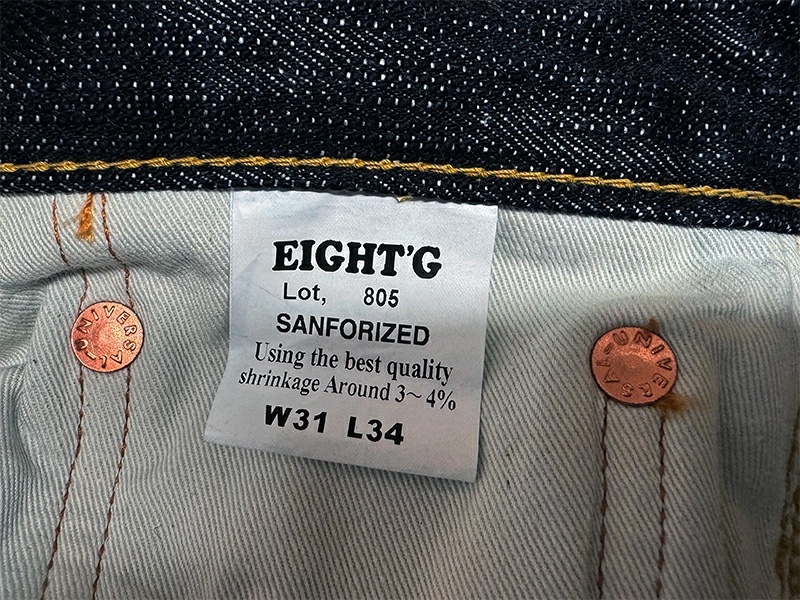 EIGHT'G
Lot, 805
SANFORIZED
Using the best quality
shrinkage Around 3～4%
W31 L34
UNIVERSAL
UNIVERSAL